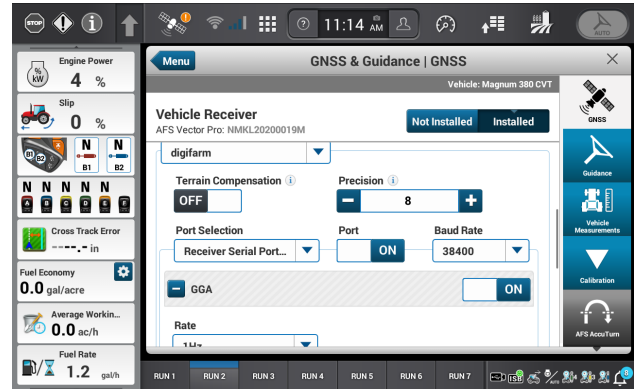 STOP
i
?
11:14 AM
AUTO
% kW
Engine Power
4 %
Slip
0 %
B1 B2
N
B1
N
B2
N N N N N
A B C D E F
Cross Track Error
----.- in
Fuel Economy
0.0 gal/acre
Average Workin...
0.0 ac/h
Fuel Rate
1.2 gal/h
Menu
GNSS & Guidance | GNSS
Vehicle: Magnum 380 CVT
Vehicle Receiver
AFS Vector Pro: NMKL20200019M
Not Installed
Installed
digifarm
Terrain Compensation i
OFF
Precision i
8
Port Selection
Receiver Serial Port...
Port
ON
Baud Rate
38400
GGA
ON
Rate
1Hz
GNSS
Guidance
Vehicle
Measurements
Calibration
AFS AccuTurn
RUN 1
RUN 2
RUN 3
RUN 4
RUN 5
RUN 6
RUN 7